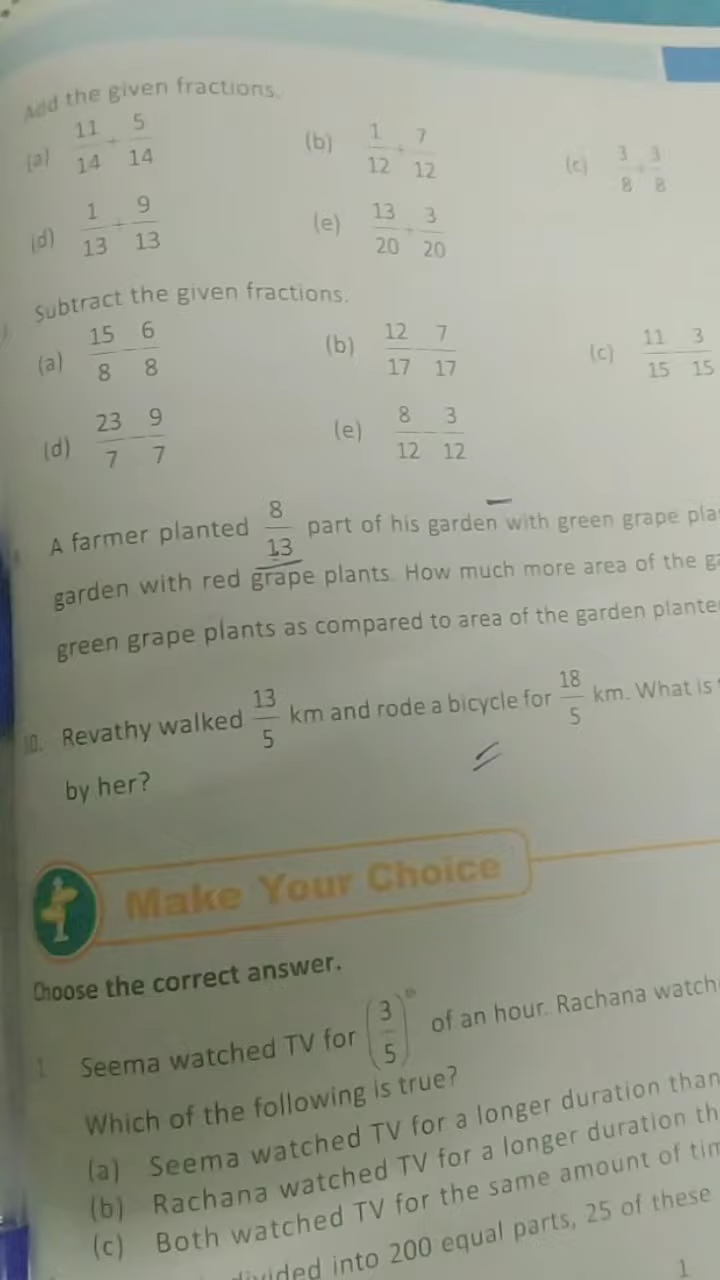 Add the given fractions.
(a) 11/14 + 5/14 (b) 1/12 + 7/12 (c) 3/8 + 3/8
(d) 1/13 + 9/13 (e) 13/20 + 3/20
Subtract the given fractions.
(a) 15/8 - 6/8 (b) 12/17 - 7/17 (c) 11/15 - 3/15
(d) 23/7 - 9/7 (e) 8/12 - 3/12
A farmer planted 8/13 part of his garden with green grape
garden with red grape plants. How much more area of the
green grape plants as compared to area of the garden
10. Revathy walked 13/5 km and rode a bicycle for 18/5 km. What is
by her?
Make Your Choice
Choose the correct answer.
1 Seema watched TV for (3/5)th of an hour. Rachana
Which of the following is true?
(a) Seema watched TV for a longer duration than
(b) Rachana watched TV for a longer duration
(c) Both watched TV for the same amount of
divided into 200 equal parts, 25 of these
1